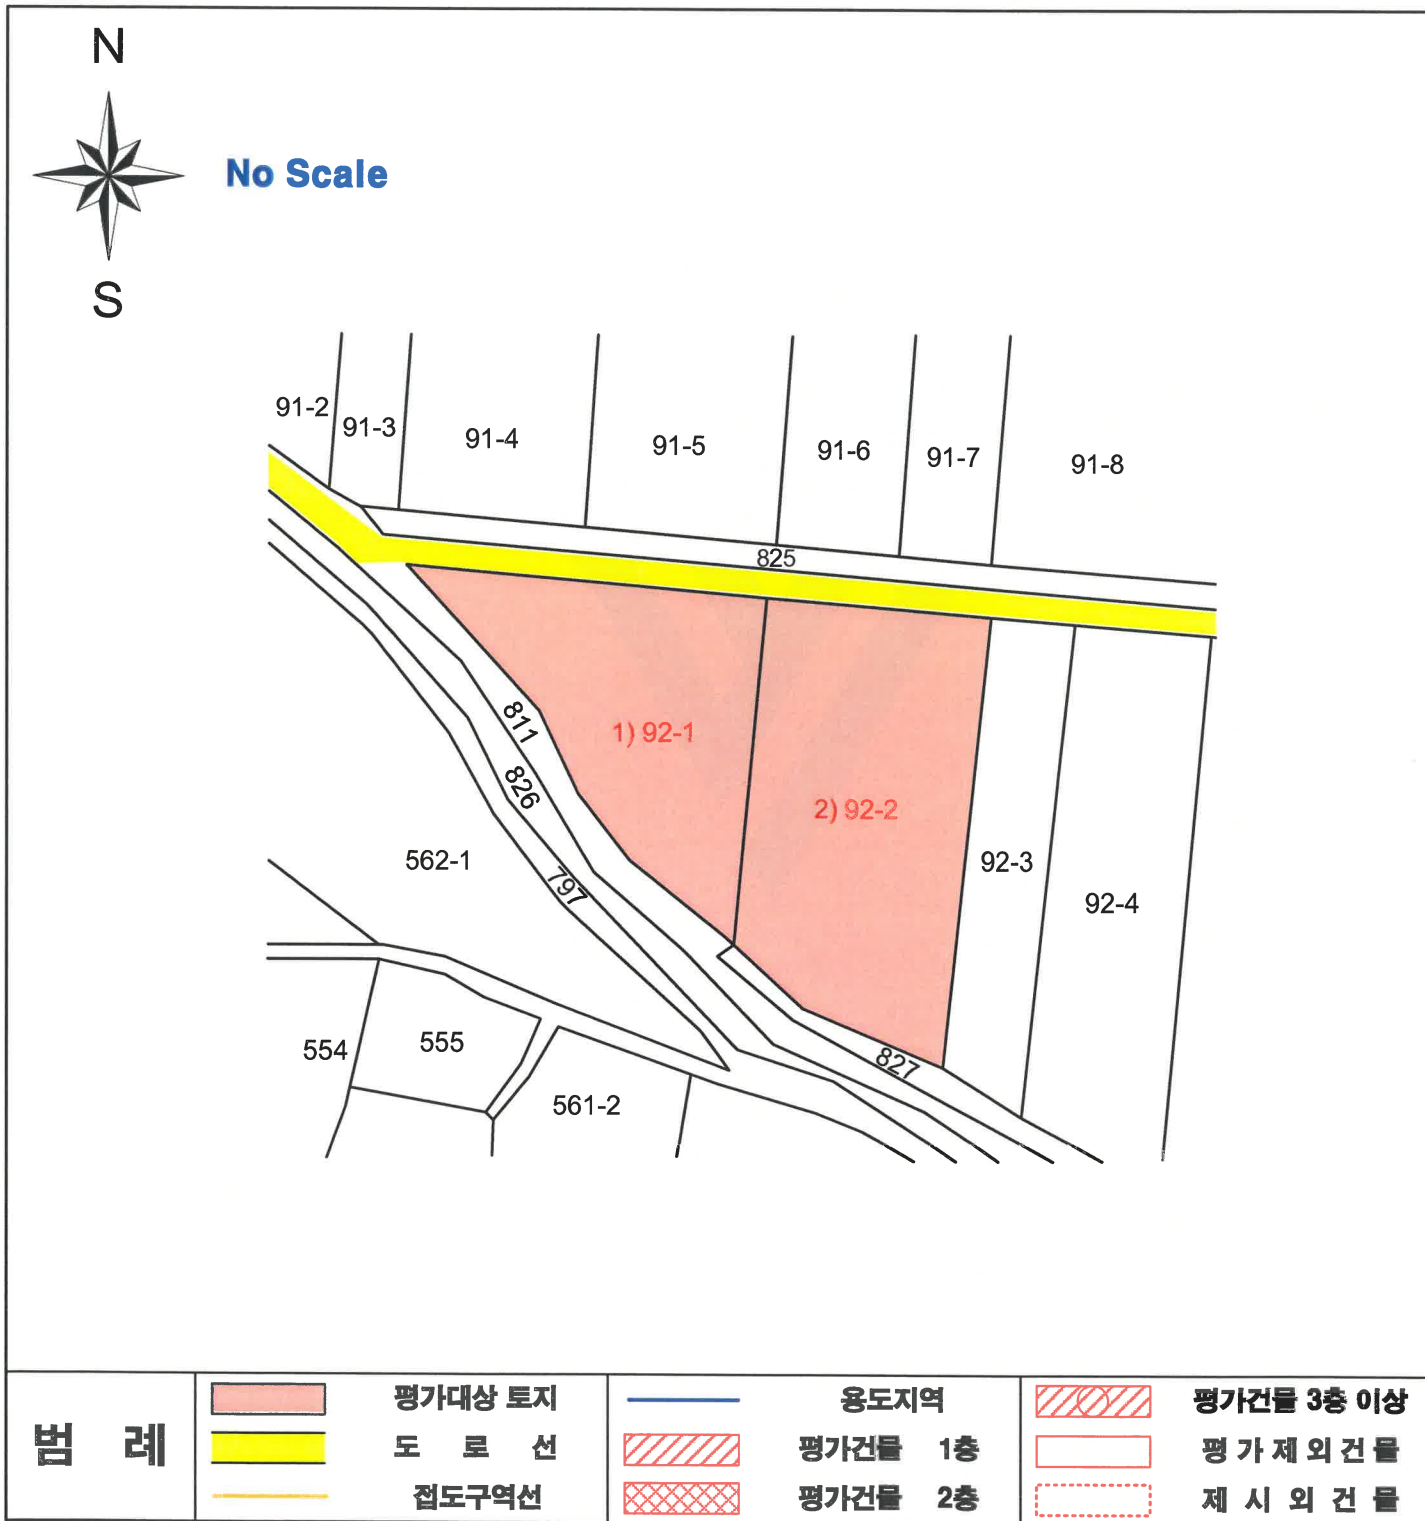 N
No Scale
S
91-2
91-3
91-4
91-5
91-6
91-7
91-8
825
811
1) 92-1
826
2) 92-2
562-1
797
92-3
92-4
827
554
555
561-2
범 례
평가대상 토지
도 로 선
접도구역선
용도지역
평가건물 1층
평가건물 2층
평가건물 3층 이상
평 가 제 외 건 물
제 시 외 건 물